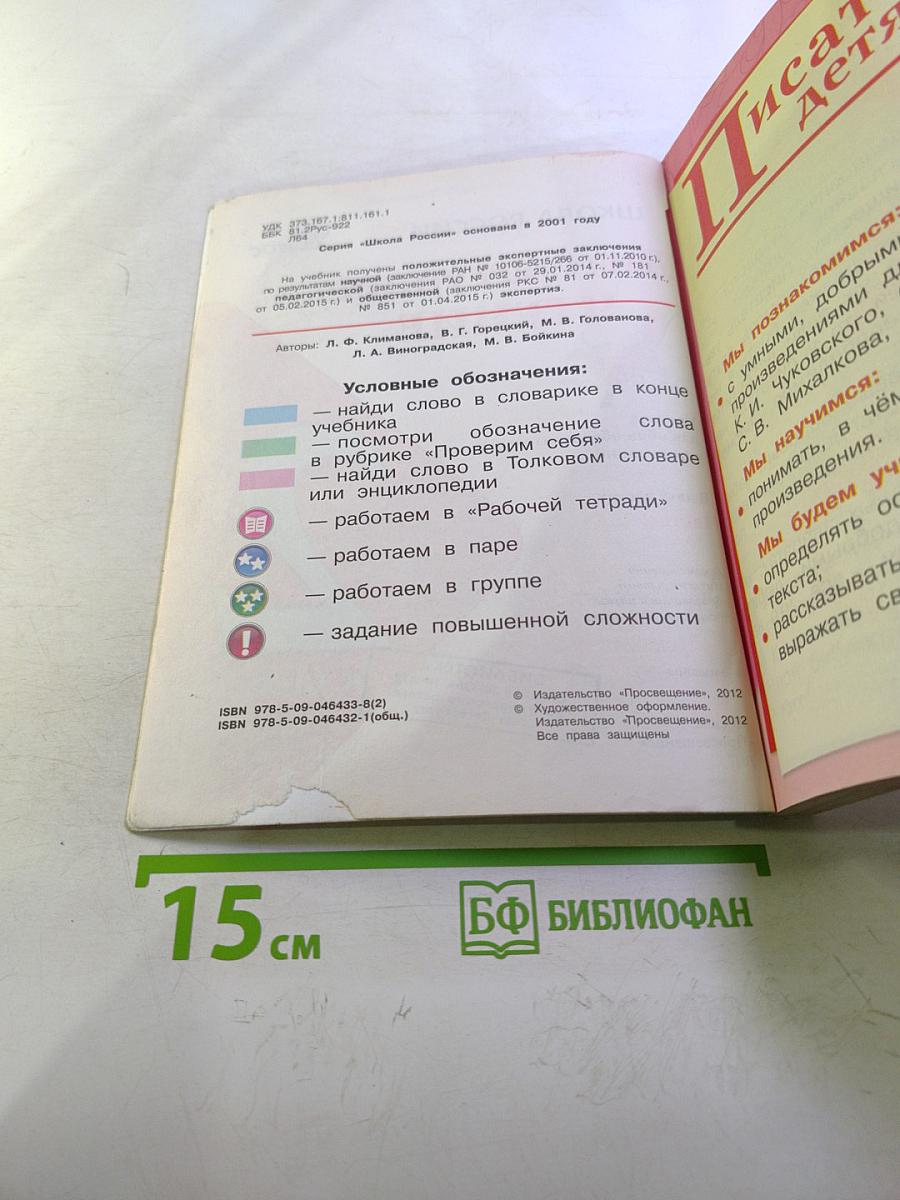 УДК 373.167.1:811.161.1
ББК 81.2Рус-922
Л64
Серия «Школа России» основана в 2001 году
На учебник получены положительные экспертные заключения
по результатам научной (заключение РАН № 10106-5215/266 от 01.11.2010 г.),
педагогической (заключения РАО № 032 от 29.01.2014 г., № 181
от 05.02.2015 г.) и общественной (заключения РКС № 81 от 07.02.2014 г.,
№ 851 от 01.04.2015 г.) экспертиз.
Авторы: Л. Ф. Климанова, В. Г. Горецкий, М. В. Голованова,
Л. А. Виноградская, М. В. Бойкина
Условные обозначения:
— найди слово в словарике в конце
учебника
— посмотри обозначение слова
в рубрике «Проверим себя»
— найди слово в Толковом словаре
или энциклопедии
— работаем в «Рабочей тетради»
— работаем в паре
— работаем в группе
— задание повышенной сложности
ISBN 978-5-09-046433-8(2)
ISBN 978-5-09-046432-1(общ.)
© Издательство «Просвещение», 2012
© Художественное оформление.
Издательство «Просвещение», 2012
Все права защищены
Писат
детя
Мы познакомимся:
• с умными, добрыми
произведениями д
К. И. Чуковского,
С. В. Михалкова,
Мы научимся:
• понимать, в чём
произведения.
Мы будем учи
• определять ос
текста;
• рассказывать
выражать св
15 см
БФ БИБЛИОФАН